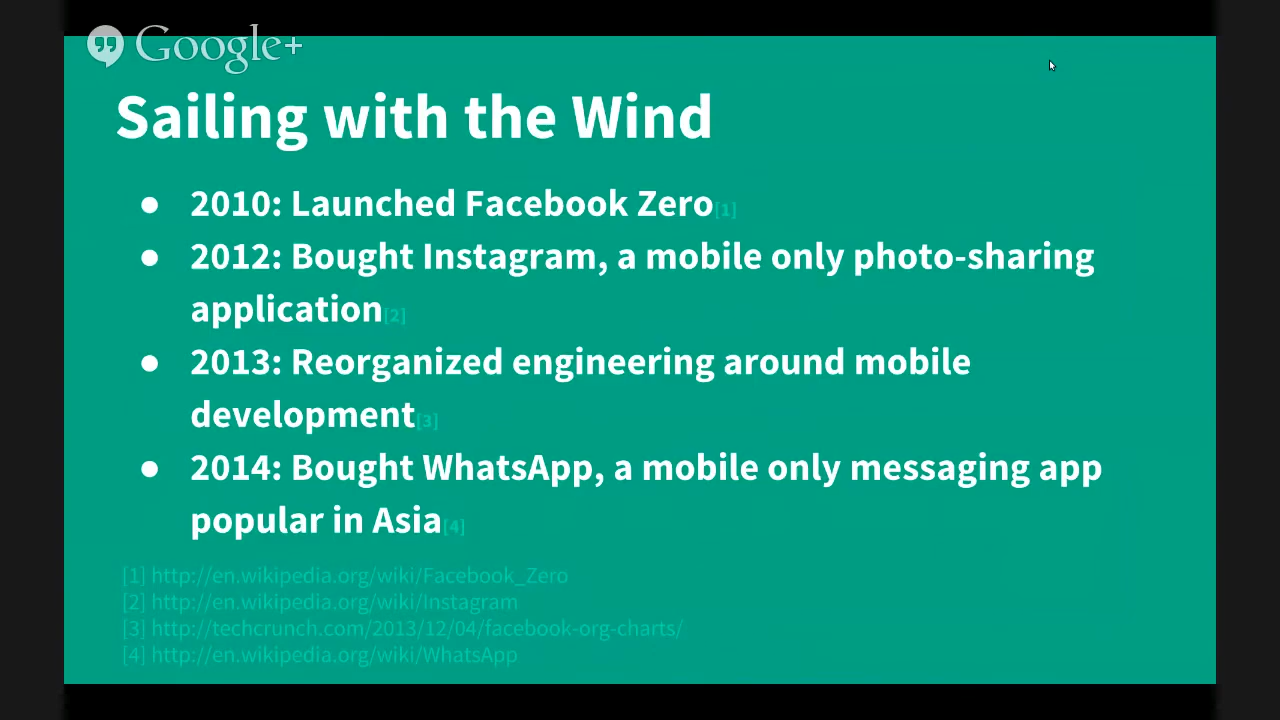 Google+
Sailing with the Wind
● 2010: Launched Facebook Zero[1]
● 2012: Bought Instagram, a mobile only photo-sharing
application[2]
● 2013: Reorganized engineering around mobile
development[3]
● 2014: Bought WhatsApp, a mobile only messaging app
popular in Asia[4]
[1] http://en.wikipedia.org/wiki/Facebook_Zero
[2] http://en.wikipedia.org/wiki/Instagram
[3] http://techcrunch.com/2013/12/04/facebook-org-charts/
[4] http://en.wikipedia.org/wiki/WhatsApp